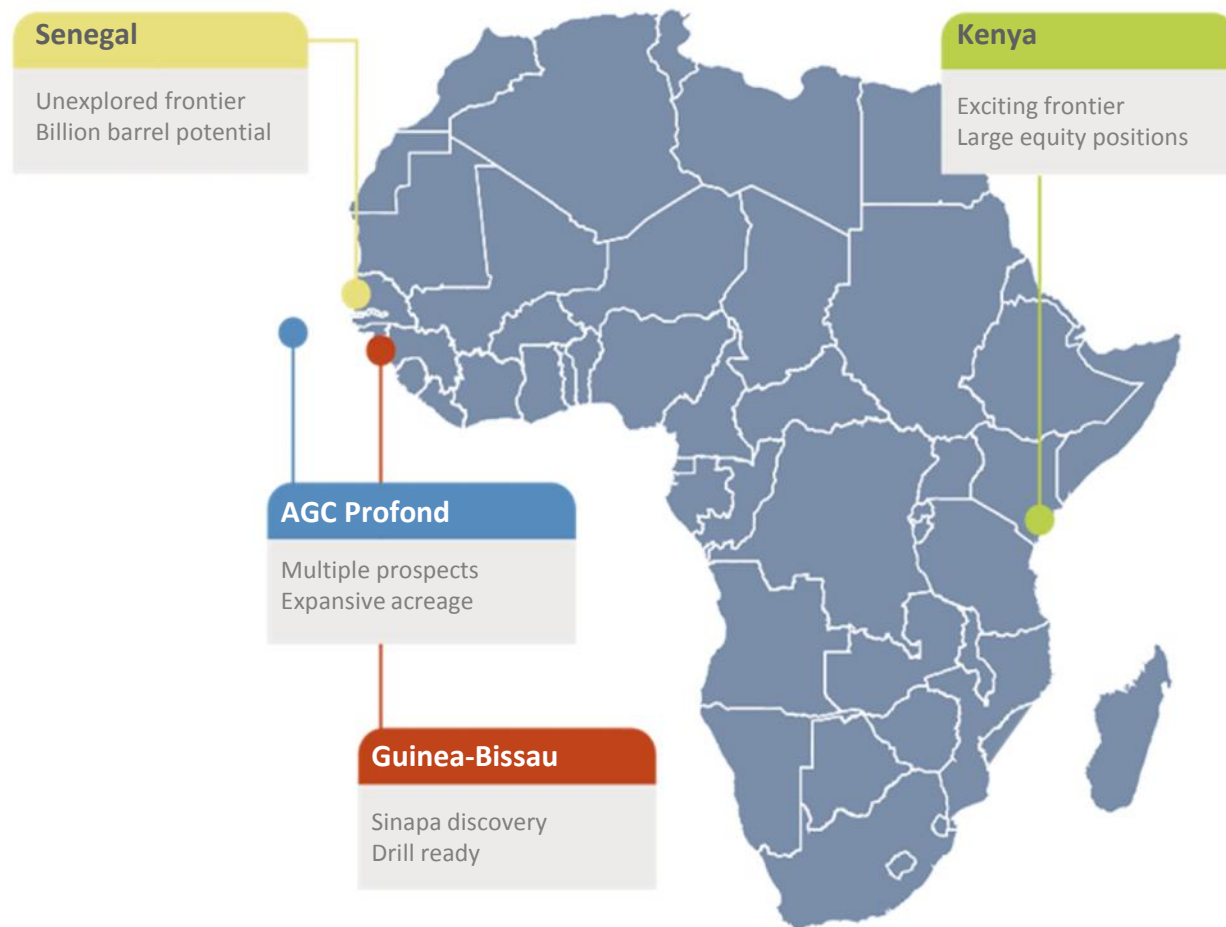 Senegal
Unexplored frontier
Billion barrel potential
Kenya
Exciting frontier
Large equity positions
AGC Profond
Multiple prospects
Expansive acreage
Guinea-Bissau
Sinapa discovery
Drill ready